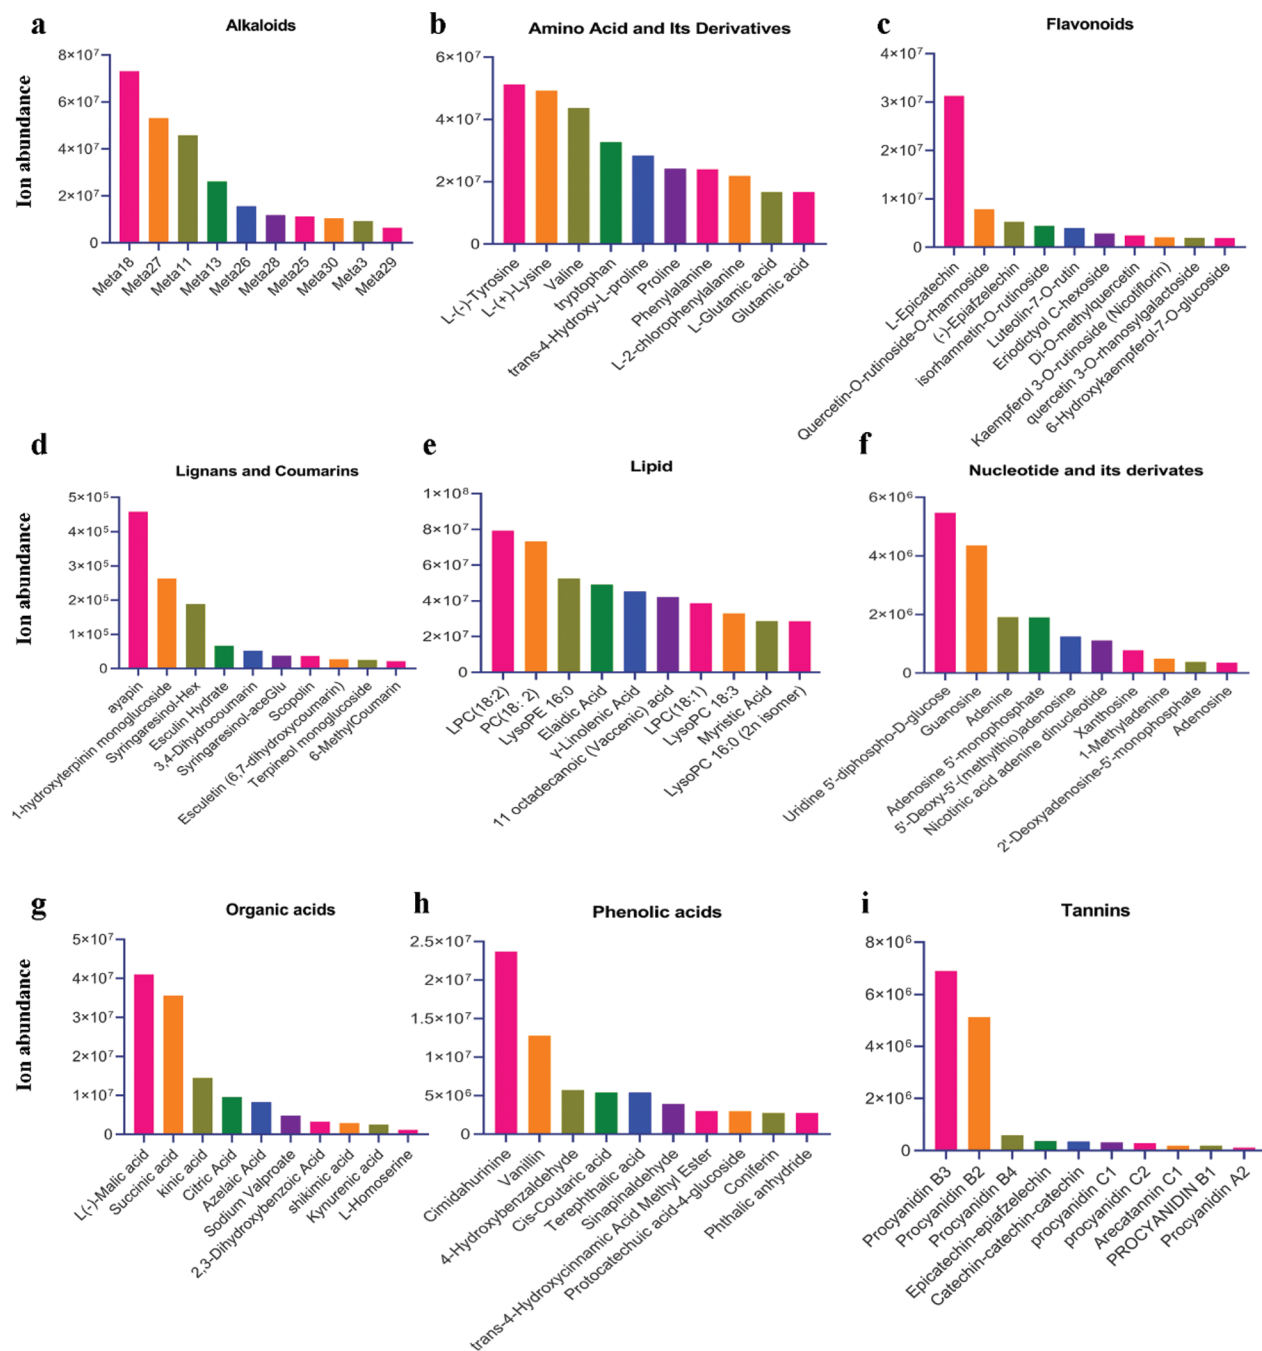 a
Alkaloids
Ion abundance
8×10⁷
6×10⁷
4×10⁷
2×10⁷
0
Meta18
Meta27
Meta11
Meta13
Meta26
Meta28
Meta25
Meta30
Meta3
Meta29
b
Amino Acid and Its Derivatives
6×10⁷
4×10⁷
2×10⁷
0
L-(-)-Tyrosine
L-(+)-Lysine
Valine
tryptophan
trans-4-Hydroxy-L-proline
Proline
Phenylalanine
L-2-chlorophenylalanine
L-Glutamic acid
Glutamic acid
c
Flavonoids
4×10⁷
3×10⁷
2×10⁷
1×10⁷
0
L-Epicatechin
Quercetin-O-rutinoside-O-rhamnoside
(-)-Epiafzelechin
isorhamnetin-O-rutinoside
Luteolin-7-O-rutin
Eriodictyol C-hexoside
Di-O-methylquercetin
Kaempferol 3-O-rutinoside (Nicotiflorin)
quercetin 3-O-rhanosylgalactoside
6-Hydroxykaempferol-7-O-glucoside
d
Lignans and Coumarins
Ion abundance
5×10⁵
4×10⁵
3×10⁵
2×10⁵
1×10⁵
0
ayapin
1-hydroxyterpinin monoglucoside
Syringaresinol-Hex
Esculin Hydrate
3,4-Dihydrocoumarin
Syringaresinol-aceGlu
Scopolin
Esculetin (6,7-dihydroxycoumarin)
Terpineol monoglucoside
6-MethylCoumarin
e
Lipid
1×10⁸
8×10⁷
6×10⁷
4×10⁷
2×10⁷
0
LPC(18:2)
PC(18: 2)
LysoPE 16:0
Elaidic Acid
γ-Linolenic Acid
11 octadecanoic (Vaccenic) acid
LPC(18:1)
LysoPC 18:3
Myristic Acid
LysoPC 16:0 (2n isomer)
f
Nucleotide and its derivates
6×10⁶
4×10⁶
2×10⁶
0
Uridine 5'-diphospho-D-glucose
Guanosine
Adenine
Adenosine 5'-monophosphate
5'-Deoxy-5'-(methylthio)adenosine
Nicotinic acid adenine dinucleotide
Xanthosine
1-Methyladenine
2'-Deoxyadenosine-5'-monophosphate
Adenosine
g
Organic acids
Ion abundance
5×10⁷
4×10⁷
3×10⁷
2×10⁷
1×10⁷
0
L(-)-Malic acid
Succinic acid
kinic acid
Citric Acid
Azelaic Acid
Sodium Valproate
2,3-Dihydroxybenzoic Acid
shikimic acid
Kynurenic acid
L-Homoserine
h
Phenolic acids
2.5×10⁷
2×10⁷
1.5×10⁷
1×10⁷
5×10⁶
0
Cimidahurinine
Vanillin
4-Hydroxybenzaldehyde
Cis-Coutaric acid
Terephthalic acid
Sinapinaldehyde
trans-4-Hydroxycinnamic Acid Methyl Ester
Protocatechuic acid-4-glucoside
Coniferin
Phthalic anhydride
i
Tannins
8×10⁶
6×10⁶
4×10⁶
2×10⁶
0
Procyanidin B3
Procyanidin B2
Procyanidin B4
Epicatechin-epiafzelechin
Catechin-catechin-catechin
procyanidin C1
procyanidin C2
Arecatannin C1
PROCYANIDIN B1
Procyanidin A2